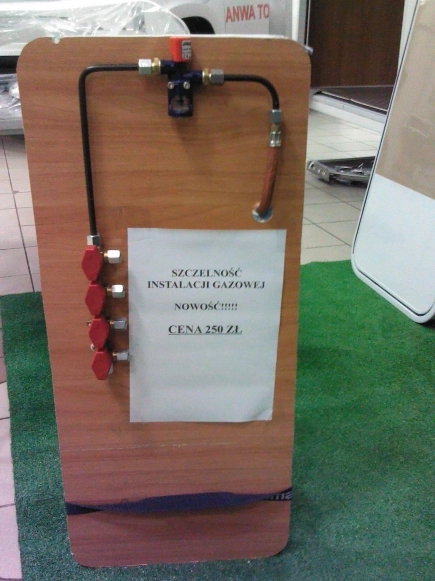 ANWA TO
SZCZELNOŚĆ
INSTALACJI GAZOWEJ
NOWOŚĆ!!!!!
CENA 250 ZŁ